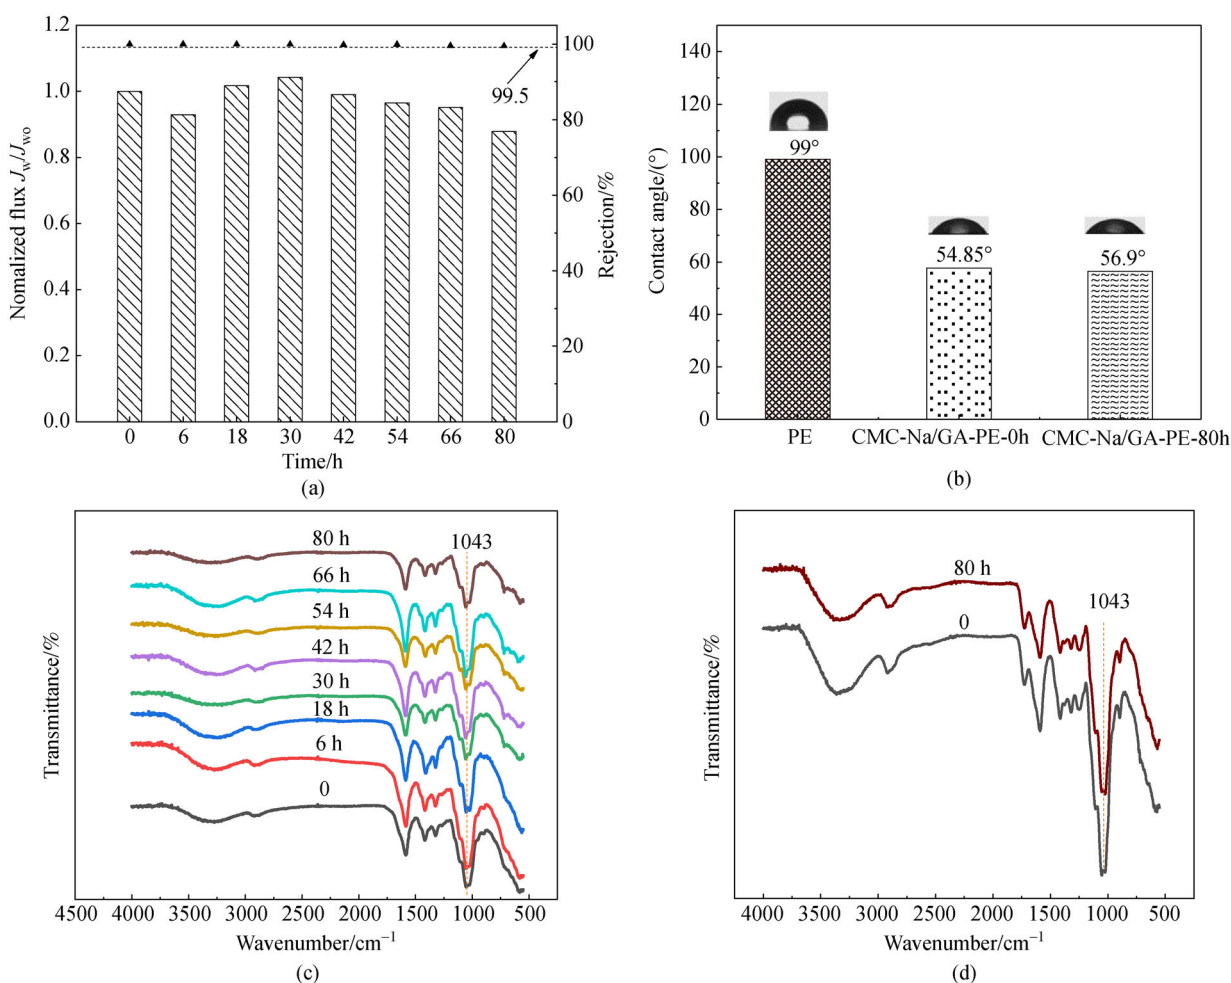 1.2
1.0
0.8
0.6
0.4
0.2
0.0
Nomalized flux J_w/J_wo
100
80
60
40
20
0
Rejection/%
99.5
0 6 18 30 42 54 66 80
Time/h
(a)
140
120
100
80
60
40
20
0
Contact angle/(°)
99°
54.85°
56.9°
PE CMC-Na/GA-PE-0h CMC-Na/GA-PE-80h
(b)
Transmittance/%
80 h
66 h
54 h
42 h
30 h
18 h
6 h
0
1043
4500 4000 3500 3000 2500 2000 1500 1000 500
Wavenumber/cm⁻¹
(c)
Transmittance/%
80 h
0
1043
4000 3500 3000 2500 2000 1500 1000 500
Wavenumber/cm⁻¹
(d)